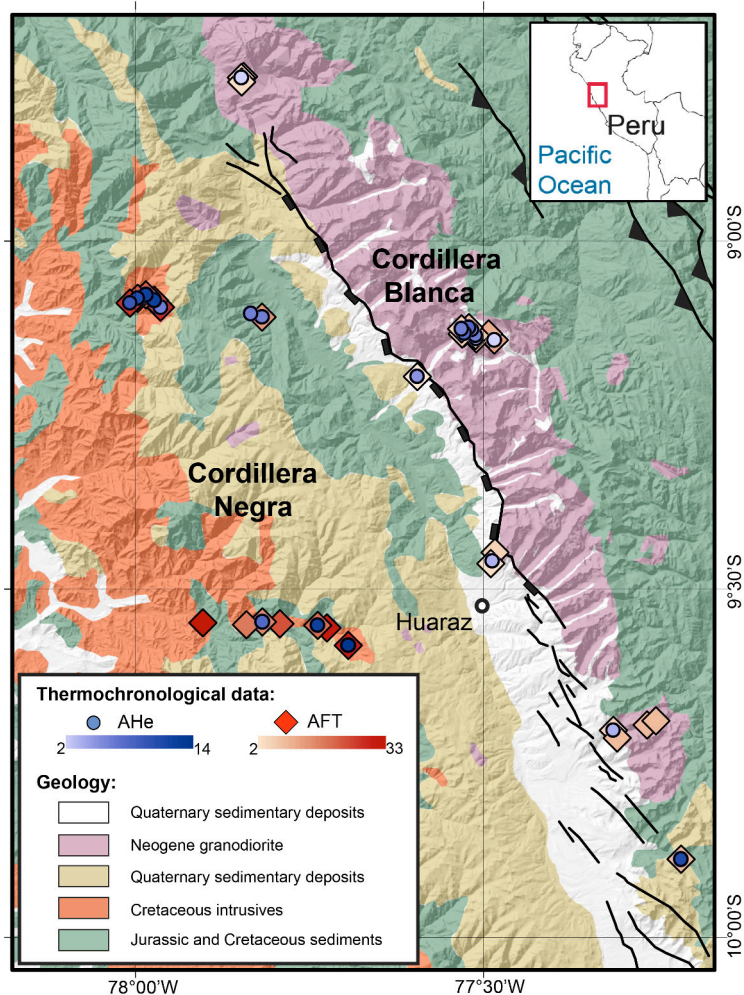 Peru
Pacific
Ocean
9°00'S
Cordillera
Blanca
Cordillera
Negra
9°30'S
Huaraz
Thermochronological data:
AHe
AFT
2
14
2
33
Geology:
Quaternary sedimentary deposits
Neogene granodiorite
Quaternary sedimentary deposits
Cretaceous intrusives
Jurassic and Cretaceous sediments
10°00'S
78°00'W
77°30'W